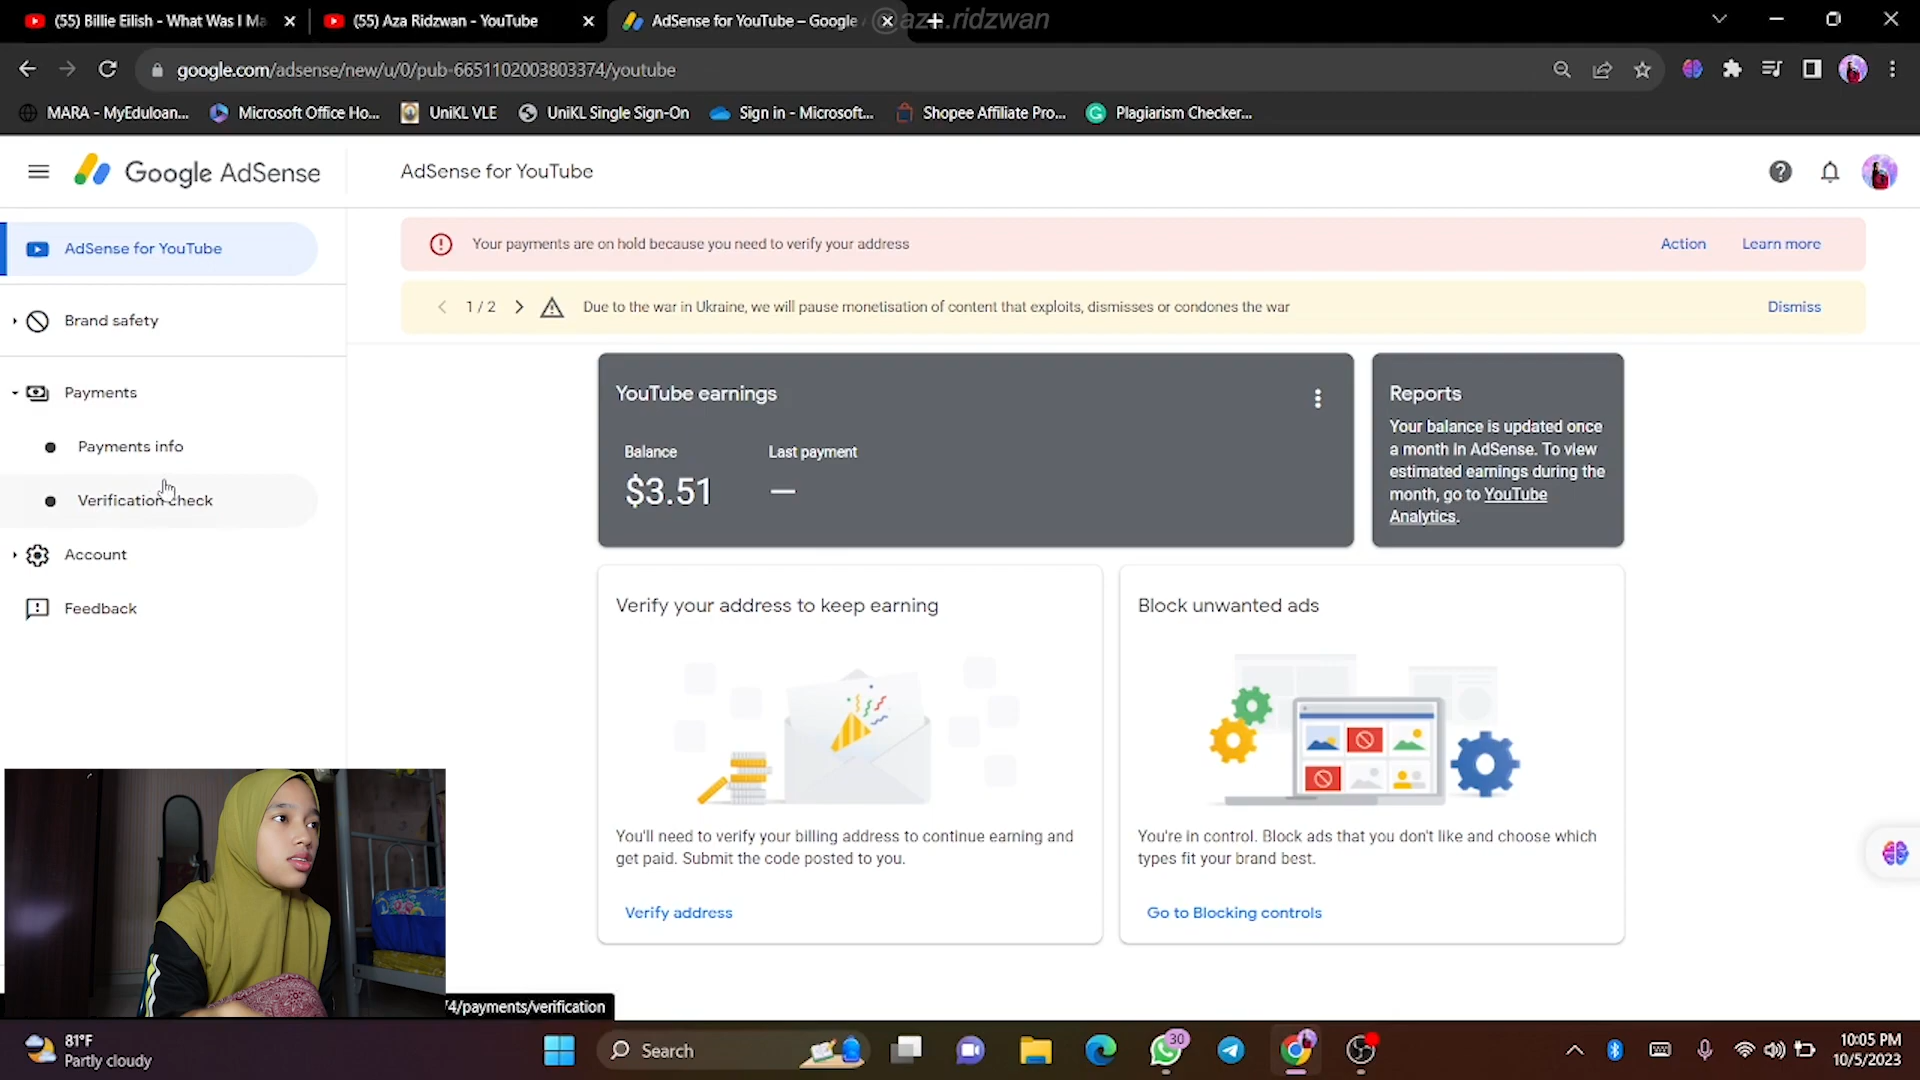 (55) Billie Eilish - What Was I Ma
(55) Aza Ridzwan - YouTube
AdSense for YouTube – Google
@aza.ridzwan
google.com/adsense/new/u/0/pub-6651102003803374/youtube
MARA - MyEduloan...
Microsoft Office Ho...
UniKL VLE
UniKL Single Sign-On
Sign in - Microsoft...
Shopee Affiliate Pro...
Plagiarism Checker...
Google AdSense
AdSense for YouTube
AdSense for YouTube
Your payments are on hold because you need to verify your address
Action
Learn more
1 / 2
Due to the war in Ukraine, we will pause monetisation of content that exploits, dismisses or condones the war
Dismiss
Brand safety
Payments
Payments info
Verification check
Account
Feedback
YouTube earnings
Balance
Last payment
$3.51
—
Reports
Your balance is updated once
a month in AdSense. To view
estimated earnings during the
month, go to YouTube
Analytics.
Verify your address to keep earning
You'll need to verify your billing address to continue earning and
get paid. Submit the code posted to you.
Verify address
Block unwanted ads
You're in control. Block ads that you don't like and choose which
types fit your brand best.
Go to Blocking controls
4/payments/verification
81°F
Partly cloudy
Search
30
10:05 PM
10/5/2023